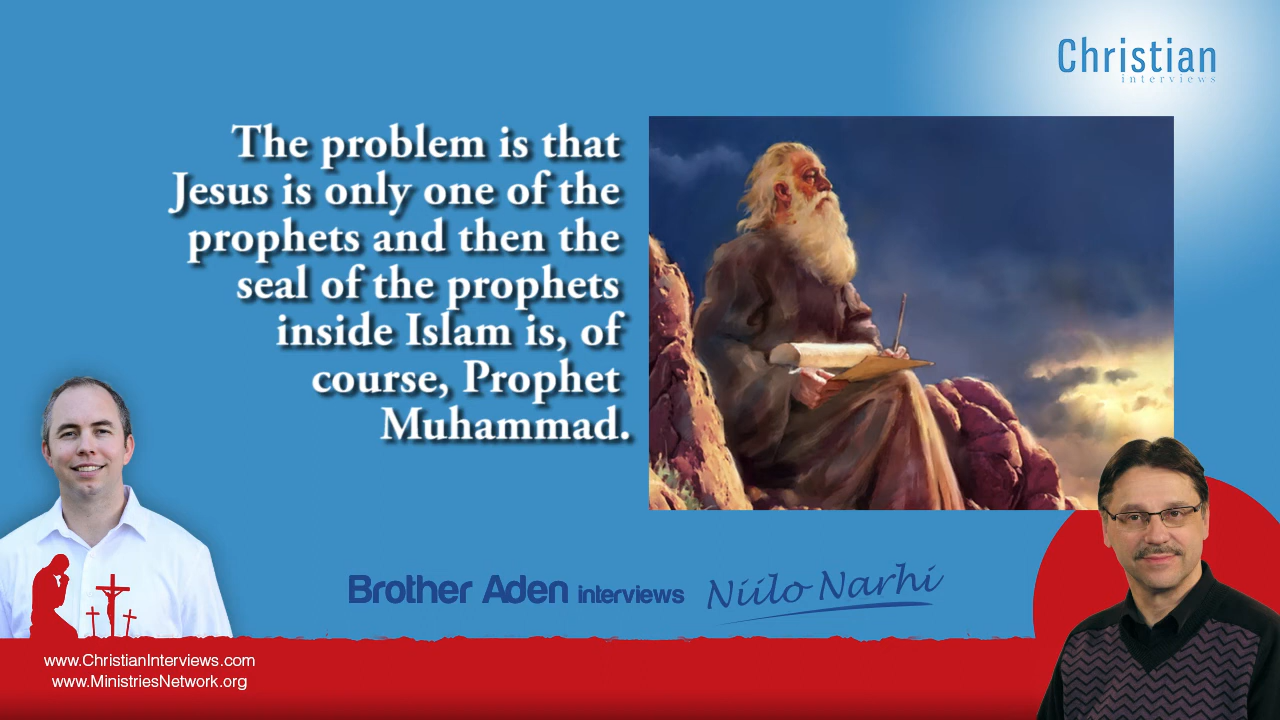 Christian
interviews
The problem is that
Jesus is only one of the
prophets and then the
seal of the prophets
inside Islam is, of
course, Prophet
Muhammad.
Brother Aden interviews Niilo Narhi
www.ChristianInterviews.com
www.MinistriesNetwork.org